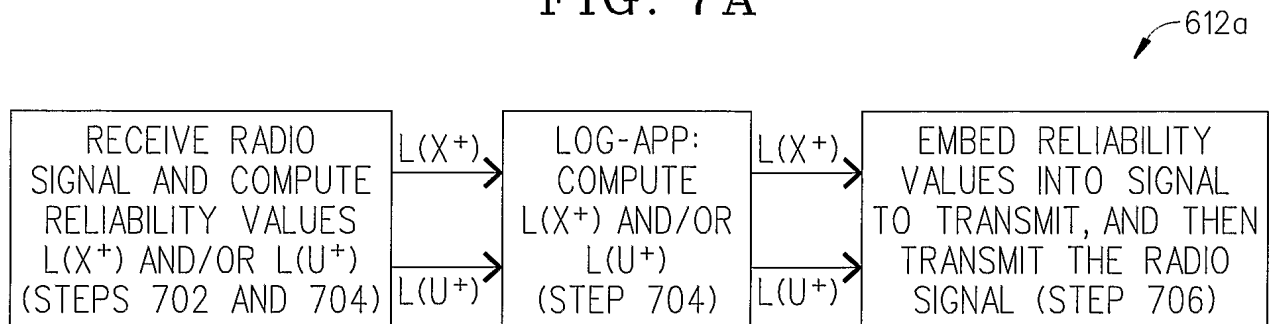 FIG. 7A
612a
RECEIVE RADIO
SIGNAL AND COMPUTE
RELIABILITY VALUES
L(X+) AND/OR L(U+)
(STEPS 702 AND 704)
L(X+)
L(U+)
LOG-APP:
COMPUTE
L(X+) AND/OR
L(U+)
(STEP 704)
L(X+)
L(U+)
EMBED RELIABILITY
VALUES INTO SIGNAL
TO TRANSMIT, AND THEN
TRANSMIT THE RADIO
SIGNAL (STEP 706)